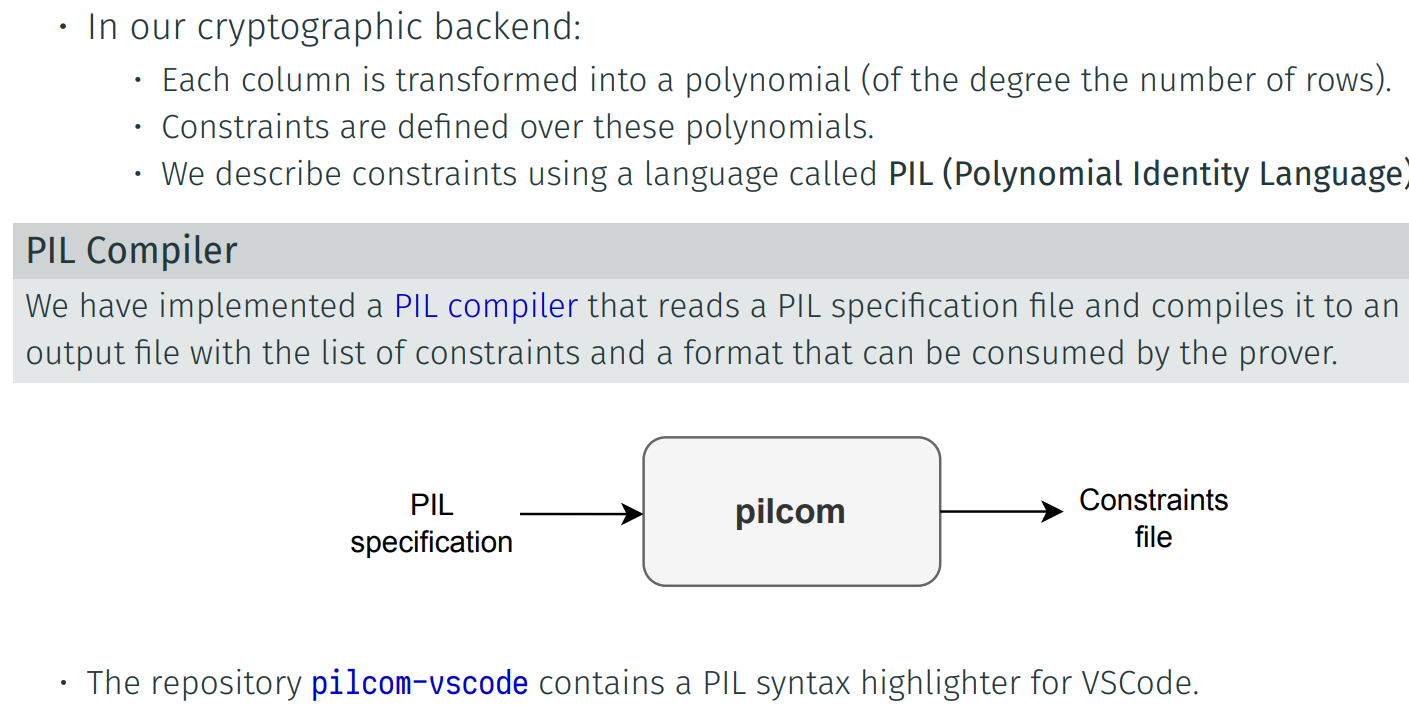 • In our cryptographic backend:
• Each column is transformed into a polynomial (of the degree the number of rows).
• Constraints are defined over these polynomials.
• We describe constraints using a language called PIL (Polynomial Identity Language)
PIL Compiler
We have implemented a PIL compiler that reads a PIL specification file and compiles it to an
output file with the list of constraints and a format that can be consumed by the prover.
PIL
specification
pilcom
Constraints
file
• The repository pilcom-vscode contains a PIL syntax highlighter for VSCode.